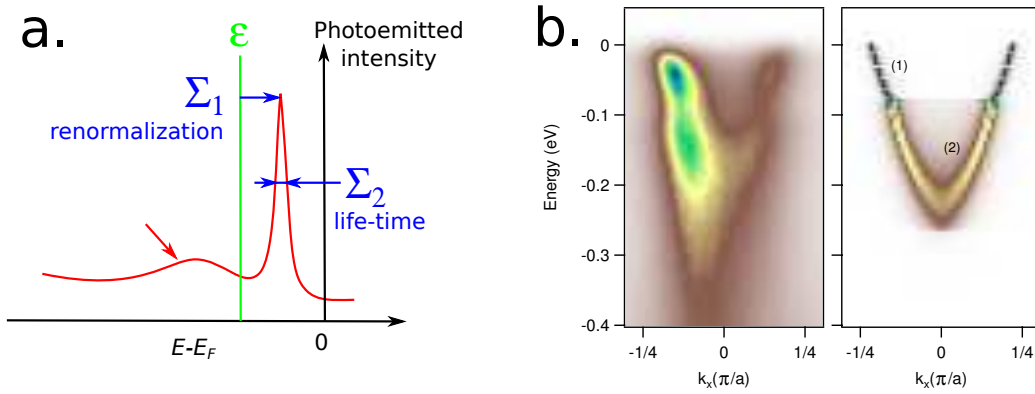 a.
ε
Photoemitted
intensity
Σ1
renormalization
Σ2
life-time
E-EF
0
b.
Energy (eV)
0
-0.1
-0.2
-0.3
-0.4
-1/4
0
1/4
kx(π/a)
(1)
(2)
-1/4
0
1/4
kx(π/a)